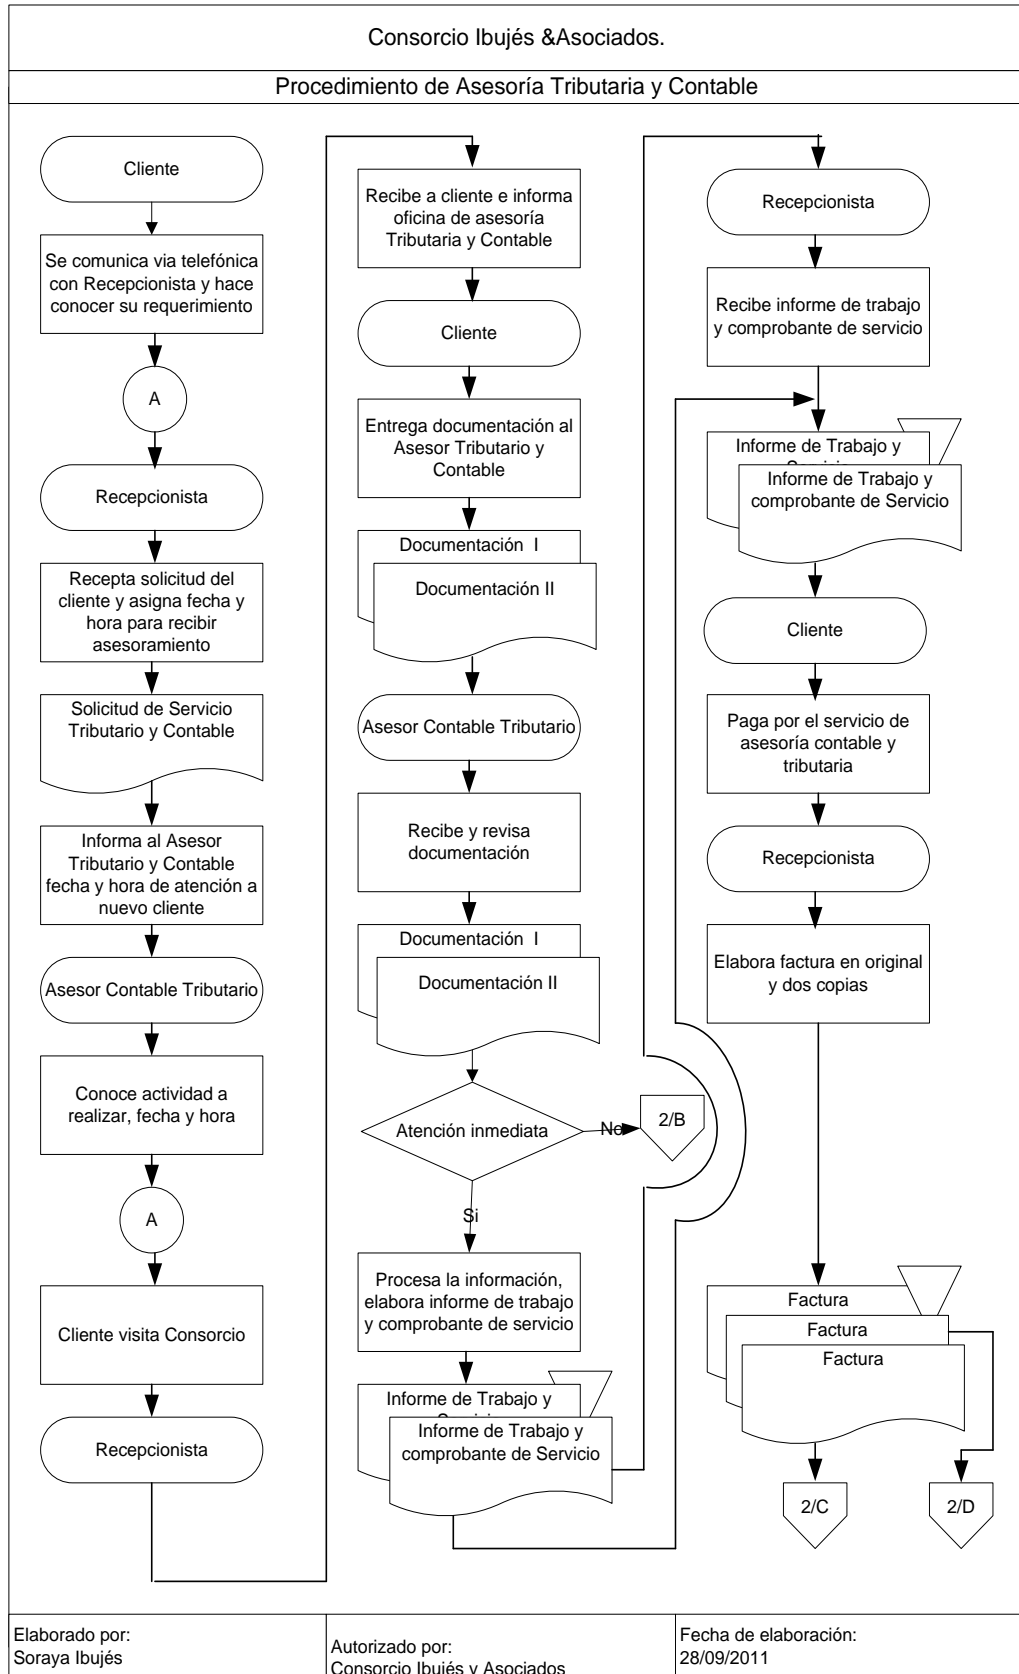 Consorcio Ibujés &Asociados.
Procedimiento de Asesoría Tributaria y Contable
Cliente
Se comunica via telefónica
con Recepcionista y hace
conocer su requerimiento
A
Recepcionista
Recepta solicitud del
cliente y asigna fecha y
hora para recibir
asesoramiento
Solicitud de Servicio
Tributario y Contable
Informa al Asesor
Tributario y Contable
fecha y hora de atención a
nuevo cliente
Asesor Contable Tributario
Conoce actividad a
realizar, fecha y hora
A
Cliente visita Consorcio
Recepcionista
Recibe a cliente e informa
oficina de asesoría
Tributaria y Contable
Cliente
Entrega documentación al
Asesor Tributario y
Contable
Documentación I
Documentación II
Asesor Contable Tributario
Recibe y revisa
documentación
Documentación I
Documentación II
Atención inmediata
No
2/B
Si
Procesa la información,
elabora informe de trabajo
y comprobante de servicio
Informe de Trabajo y
Informe de Trabajo y
comprobante de Servicio
Recepcionista
Recibe informe de trabajo
y comprobante de servicio
Informe de Trabajo y
Informe de Trabajo y
comprobante de Servicio
Cliente
Paga por el servicio de
asesoría contable y
tributaria
Recepcionista
Elabora factura en original
y dos copias
Factura
Factura
Factura
2/C
2/D
Elaborado por:
Soraya Ibujés
Autorizado por:
Consorcio Ibujés y Asociados
Fecha de elaboración:
28/09/2011